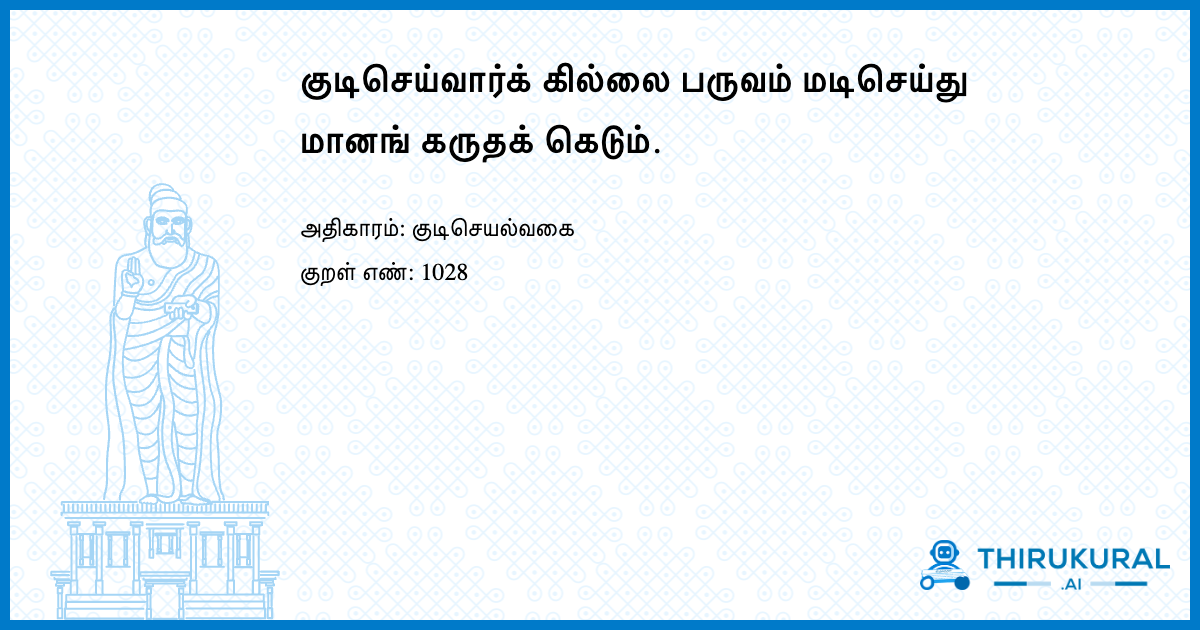 குடிசெய்வார்க் கில்லை பருவம் மடிசெய்து
மானங் கருதக் கெடும்.
அதிகாரம்: குடிசெயல்வகை
குறள் எண்: 1028
THIRUKURAL
.AI